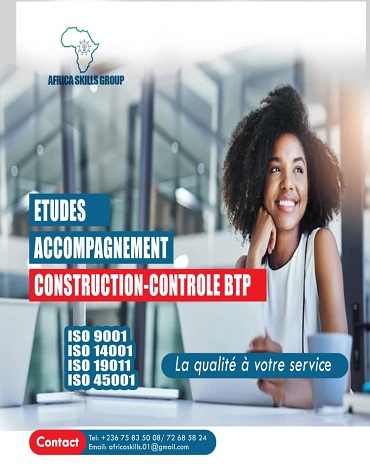 AFRICA SKILLS GROUP
ETUDES
ACCOMPAGNEMENT
CONSTRUCTION-CONTROLE BTP
ISO 9001
ISO 14001
ISO 19011
ISO 45001
La qualité à votre service
Contact
Tel: +236 75 83 50 08/ 72 68 58 24
Email: africaskills.01@gmail.com